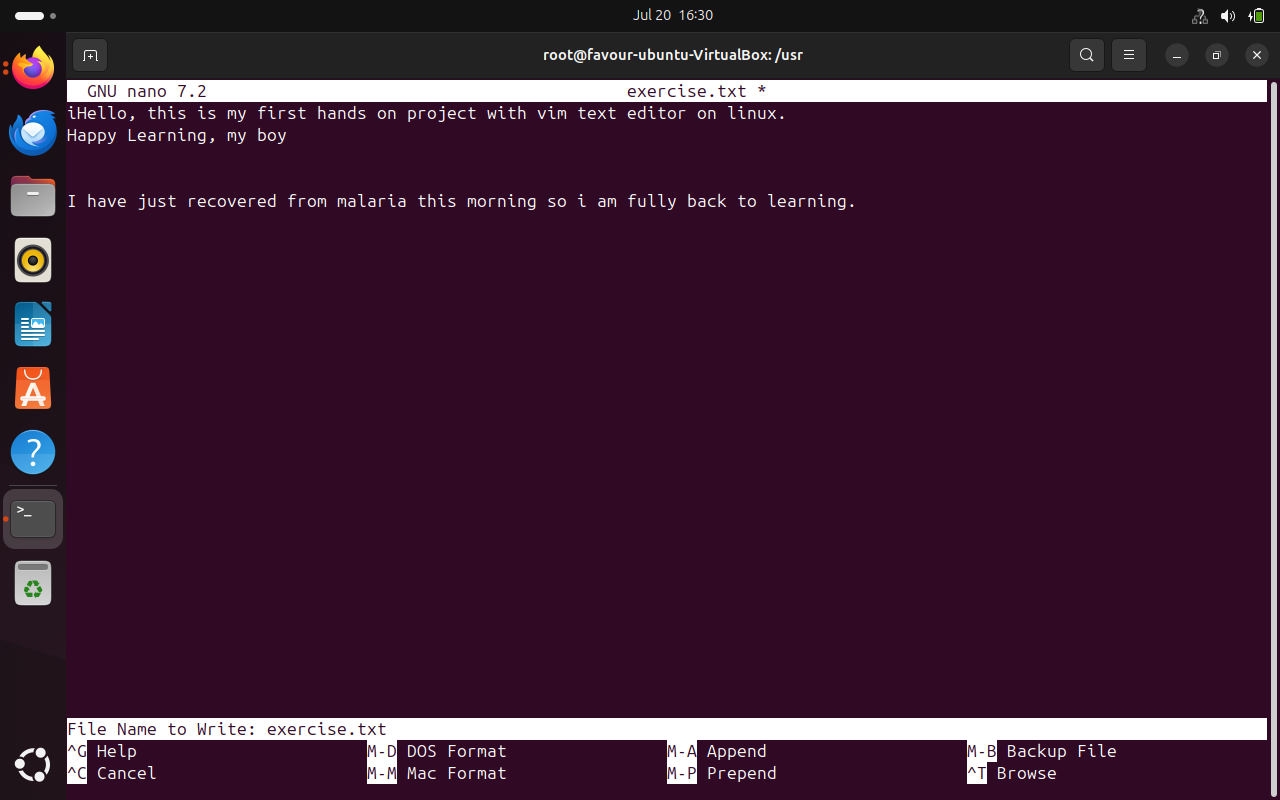 Jul 20 16:30
root@favour-ubuntu-VirtualBox: /usr
GNU nano 7.2 exercise.txt *
iHello, this is my first hands on project with vim text editor on linux.
Happy Learning, my boy
I have just recovered from malaria this morning so i am fully back to learning.
File Name to Write: exercise.txt
^G Help M-D DOS Format M-A Append M-B Backup File
^C Cancel M-M Mac Format M-P Prepend ^T Browse